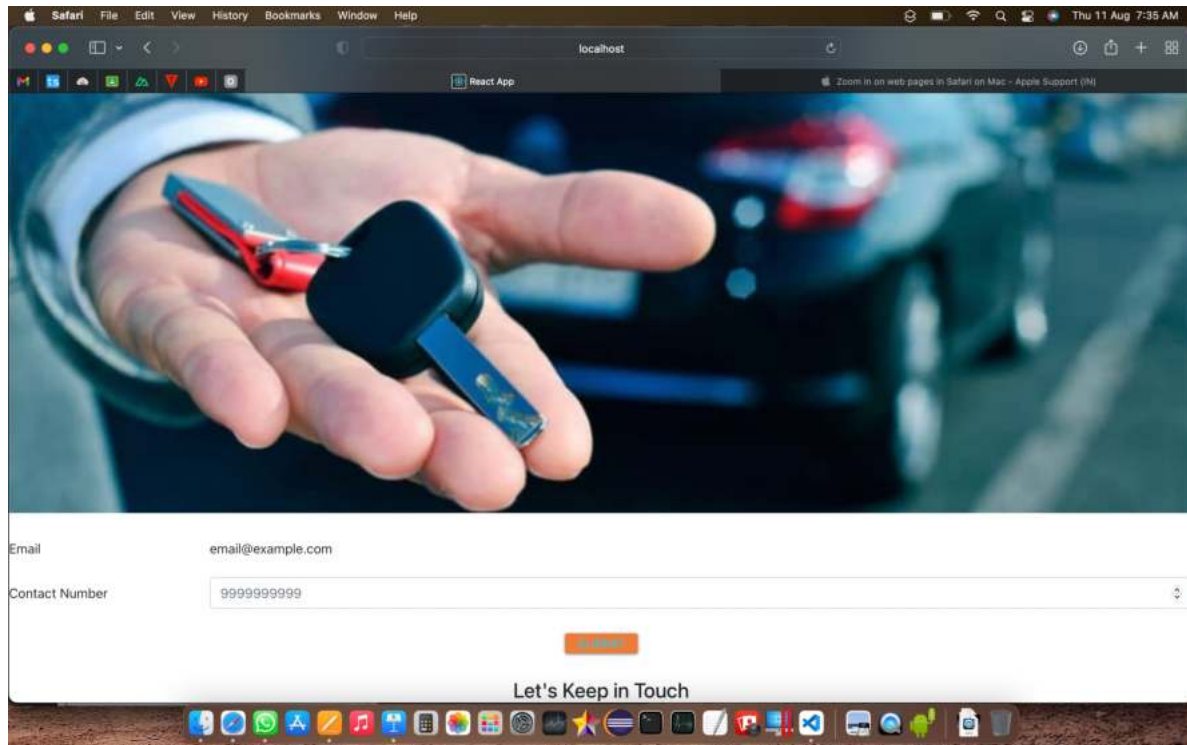 Safari File Edit View History Bookmarks Window Help Thu 11 Aug 7:35 AM
localhost
React App Zoom in on web pages in Safari on Mac - Apple Support (IN)
Email email@example.com
Contact Number 9999999999
SUBMIT
Let's Keep in Touch